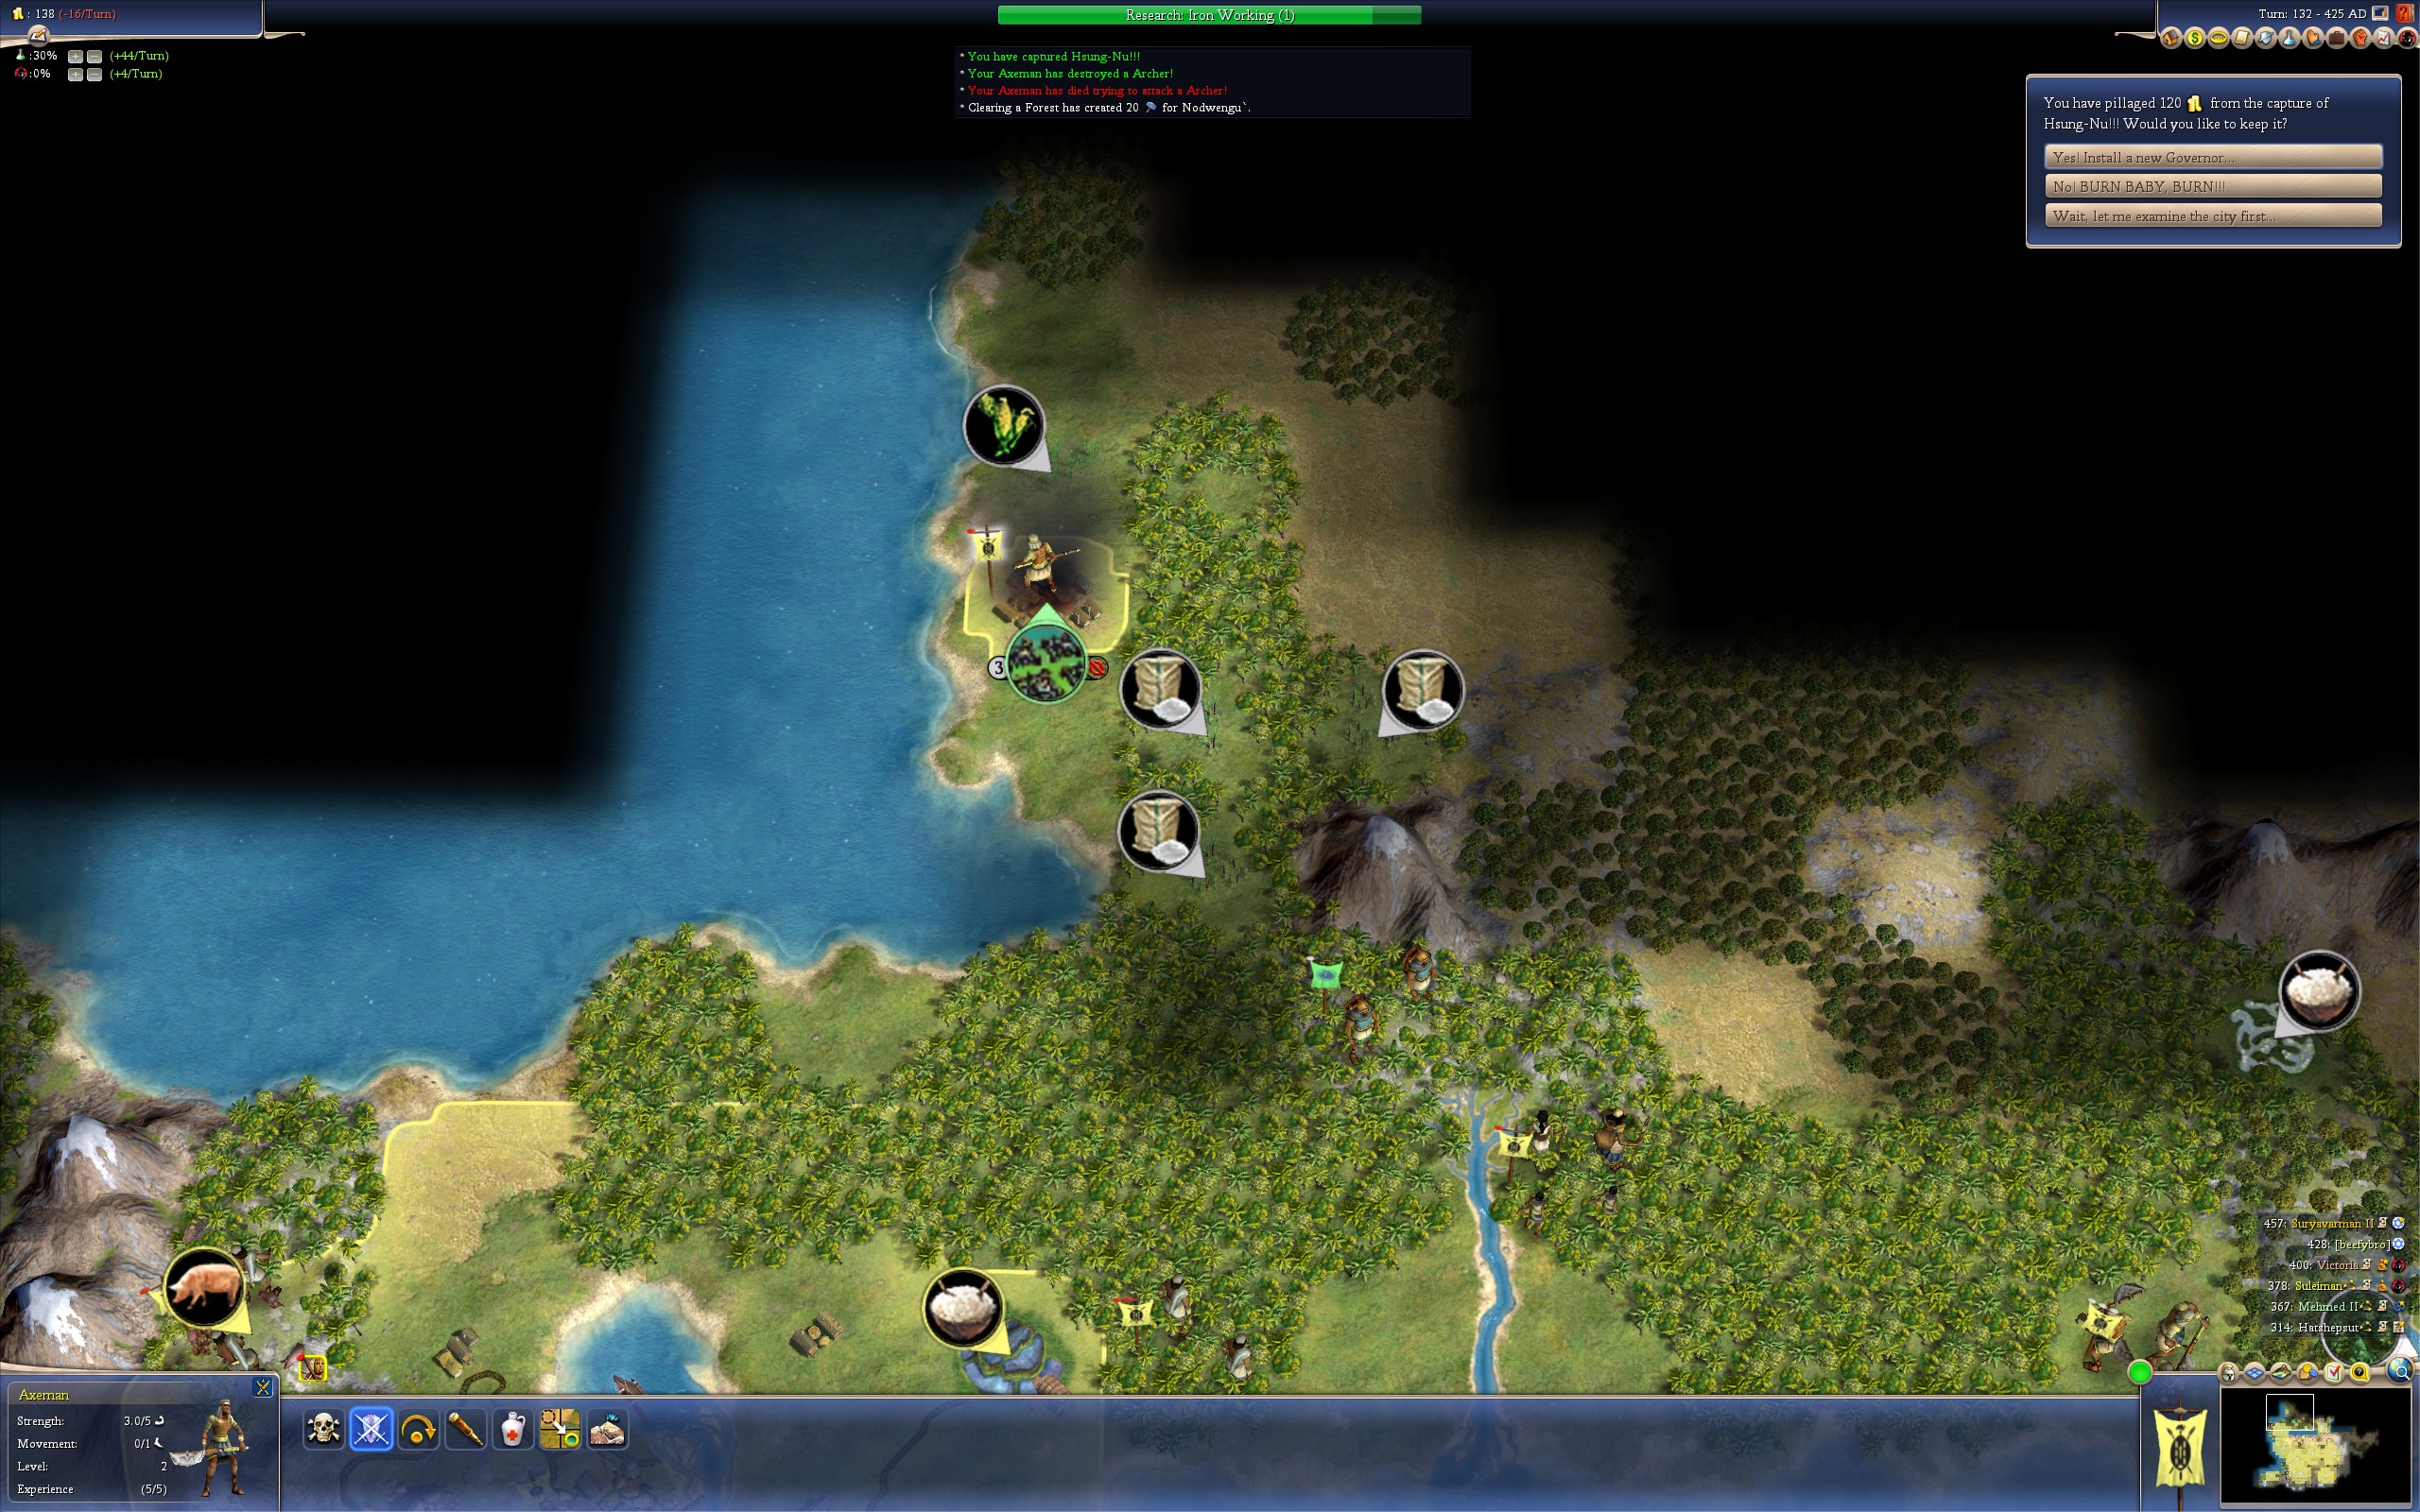 : 138 (-16/Turn)
Research: Iron Working (1)
Turn: 132 - 425 AD
:30% (+44/Turn)
:0% (+4/Turn)
* You have captured Hsung-Nu!!!
* Your Axeman has destroyed a Archer!
* Your Axeman has died trying to attack a Archer!
* Clearing a Forest has created 20 for Nodwengu`.
You have pillaged 120 from the capture of
Hsung-Nu!!! Would you like to keep it?
Yes! Install a new Governor...
No! BURN BABY, BURN!!!
Wait, let me examine the city first...
3
457: Suryavarman II
428: [beefybro]
400: Victoria
378: Suleiman
367: Mehmed II
314: Hatshepsut
Axeman
Strength: 3.0/5
Movement: 0/1
Level: 2
Experience (5/5)